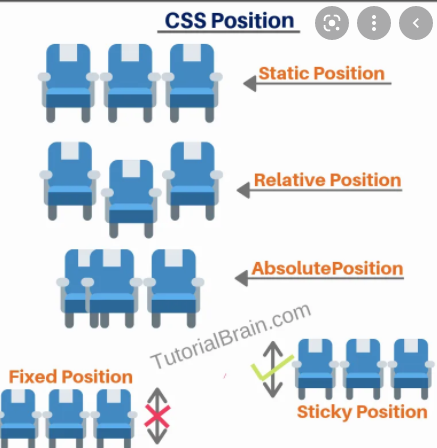 CSS Position
Static Position
Relative Position
AbsolutePosition
TutorialBrain.com
Fixed Position
Sticky Position